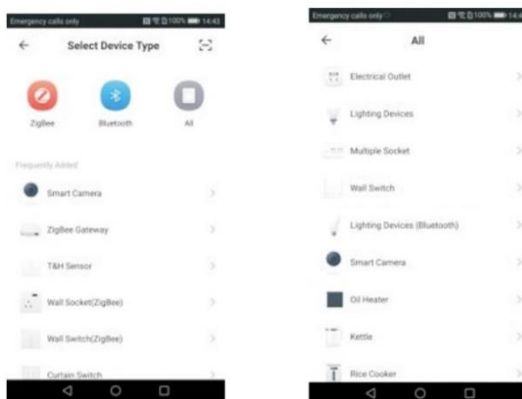 Emergency calls only 100% 14:43
Select Device Type
ZigBee Bluetooth All
Frequently Added
Smart Camera
ZigBee Gateway
T&H Sensor
Wall Socket(ZigBee)
Wall Switch(ZigBee)
Curtain Switch
Emergency calls only 100%
All
Electrical Outlet
Lighting Devices
Multiple Socket
Wall Switch
Lighting Devices (Bluetooth)
Smart Camera
Oil Heater
Kettle
Rice Cooker